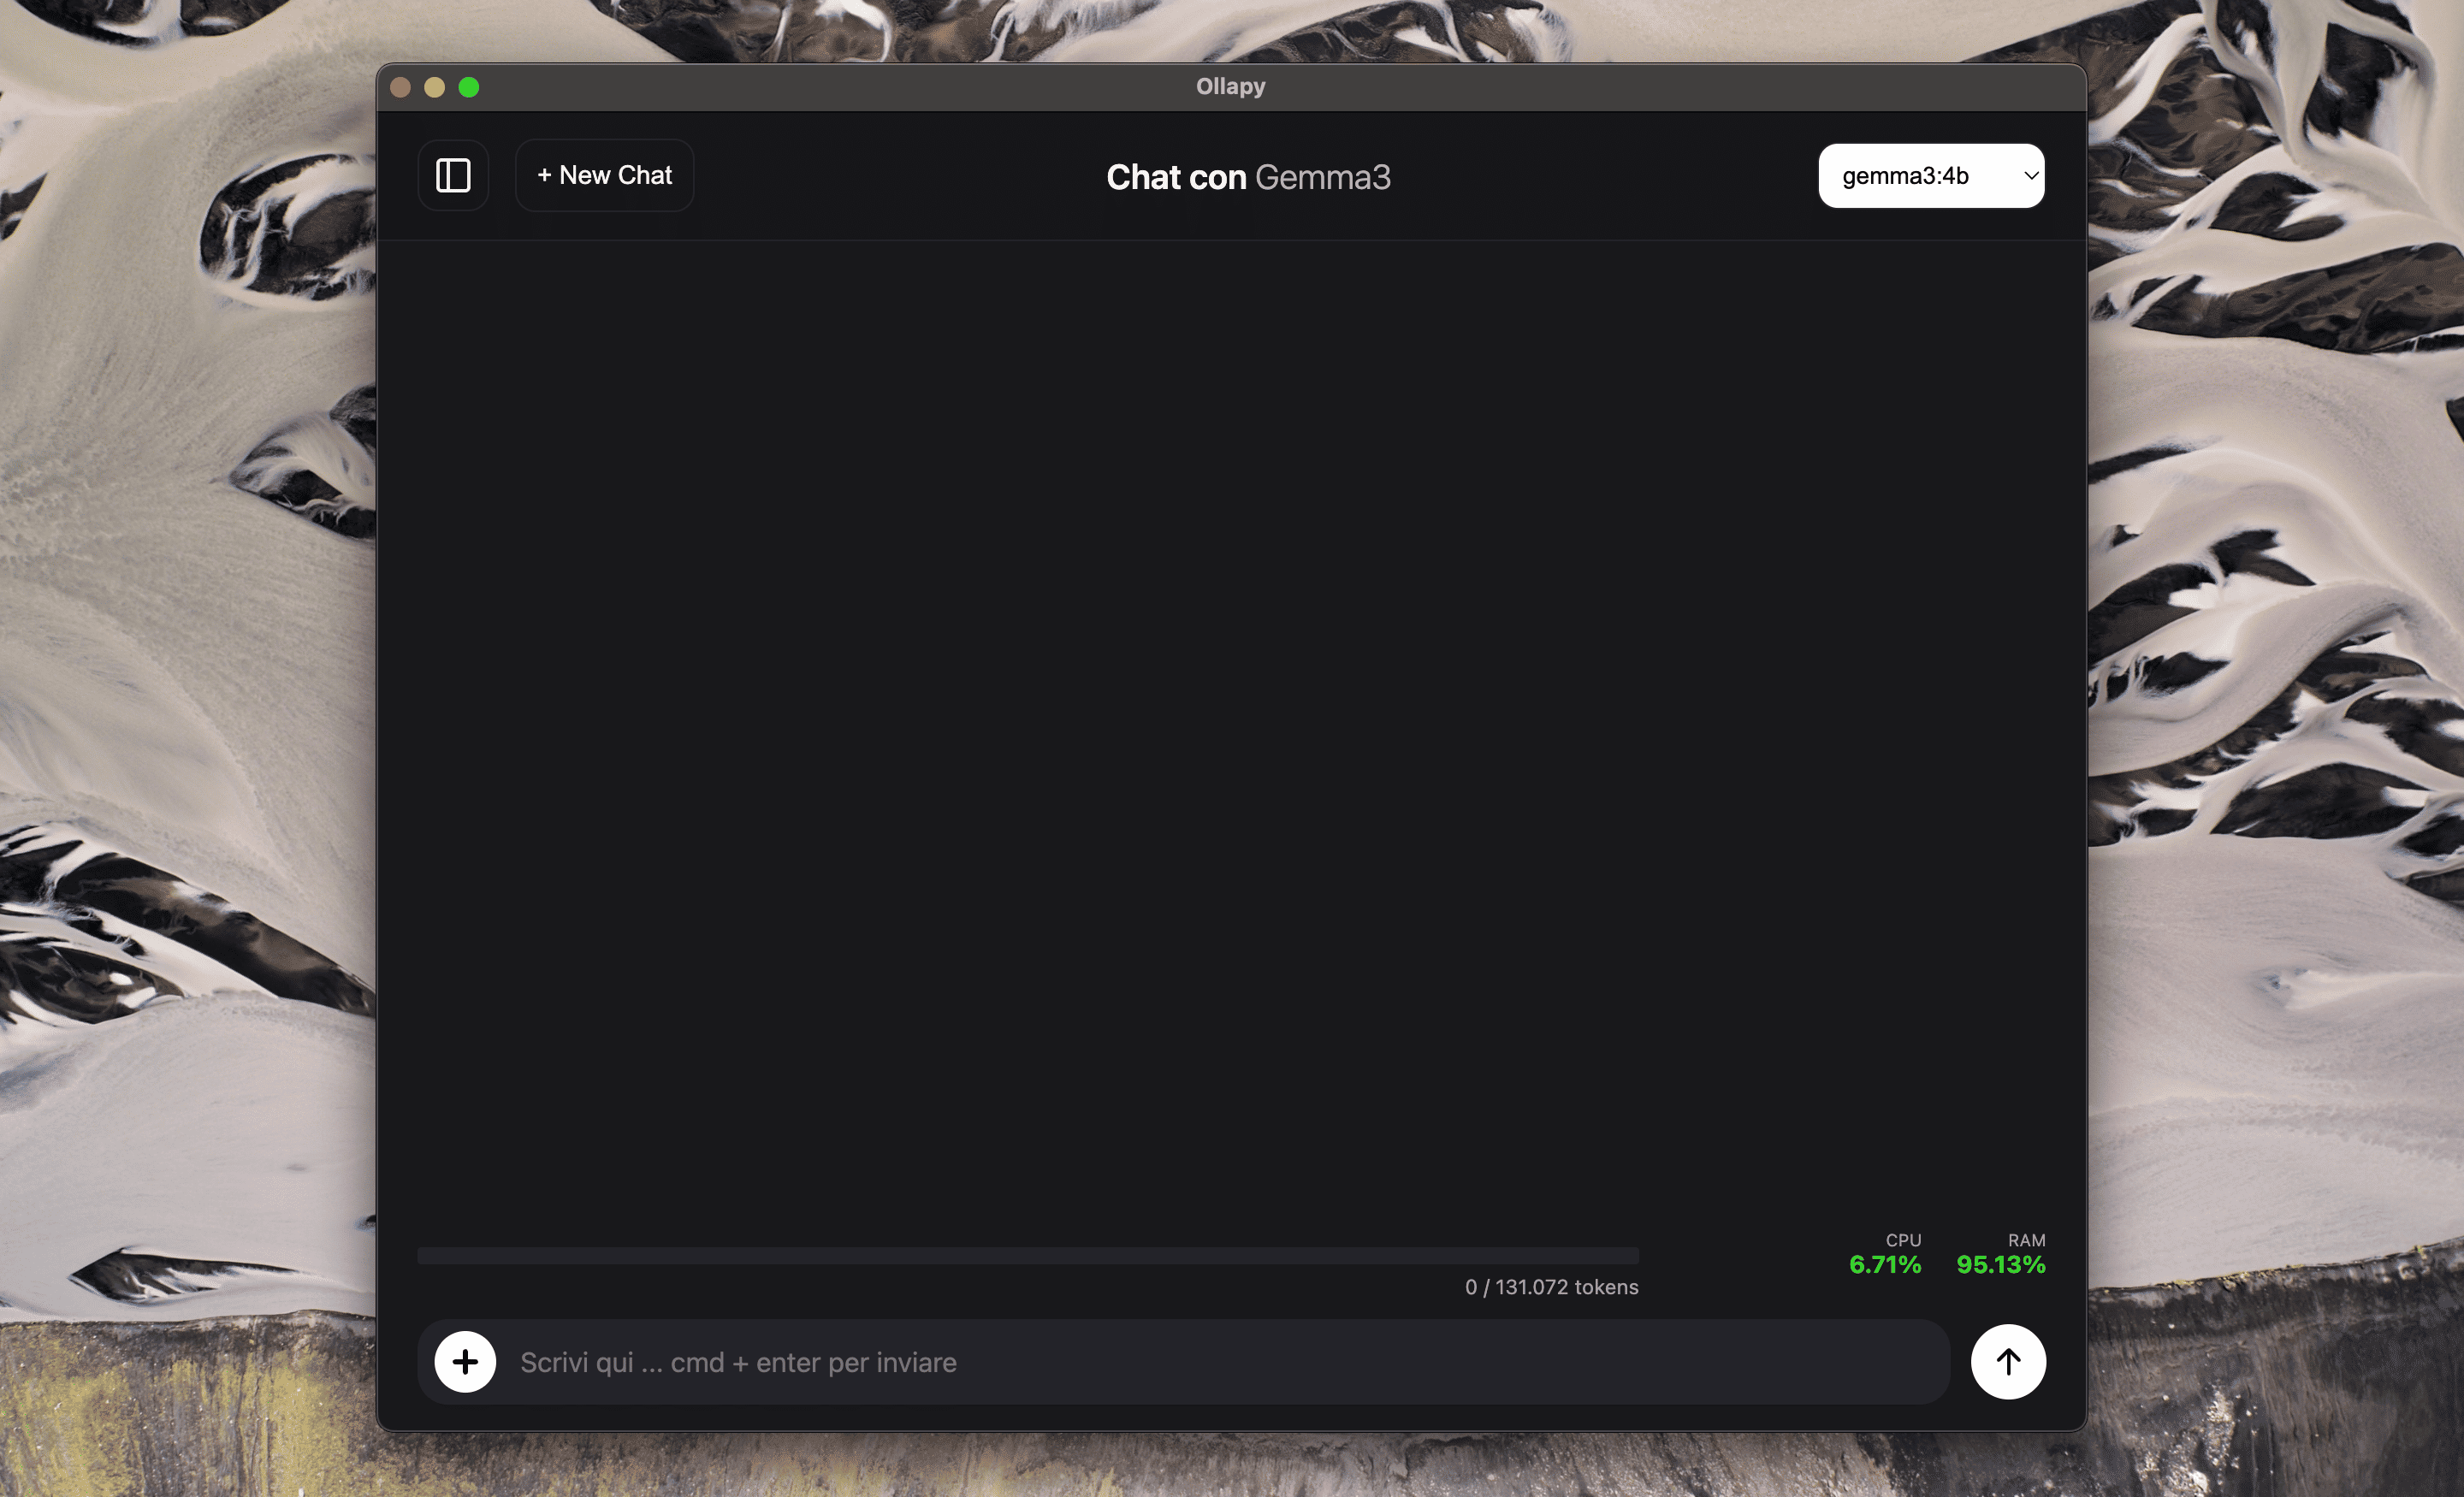 Ollapy
+ New Chat
Chat con Gemma3
gemma3:4b
CPU
RAM
6.71%
95.13%
0 / 131.072 tokens
Scrivi qui ... cmd + enter per inviare